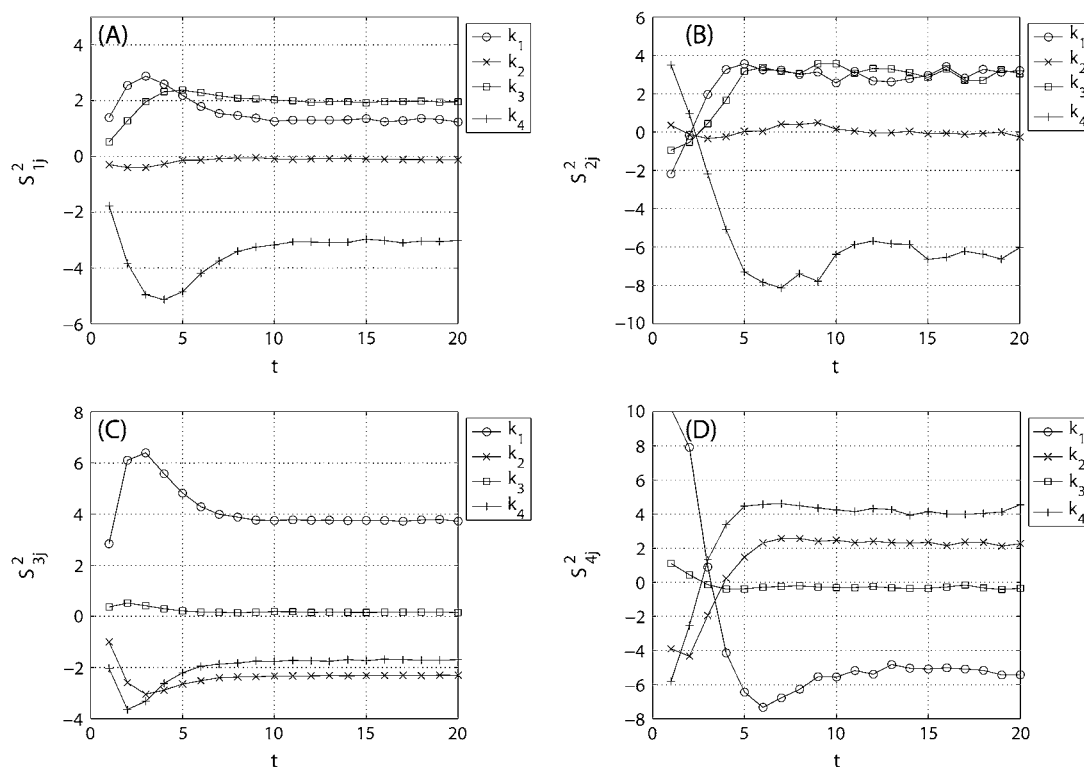 (A)
S²₁ⱼ
4
2
0
−2
−4
−6
0 5 10 15 20
t
k₁
k₂
k₃
k₄
(B)
S²₂ⱼ
6
4
2
0
−2
−4
−6
−8
−10
0 5 10 15 20
t
k₁
k₂
k₃
k₄
(C)
S²₃ⱼ
8
6
4
2
0
−2
−4
0 5 10 15 20
t
k₁
k₂
k₃
k₄
(D)
S²₄ⱼ
10
8
6
4
2
0
−2
−4
−6
−8
0 5 10 15 20
t
k₁
k₂
k₃
k₄